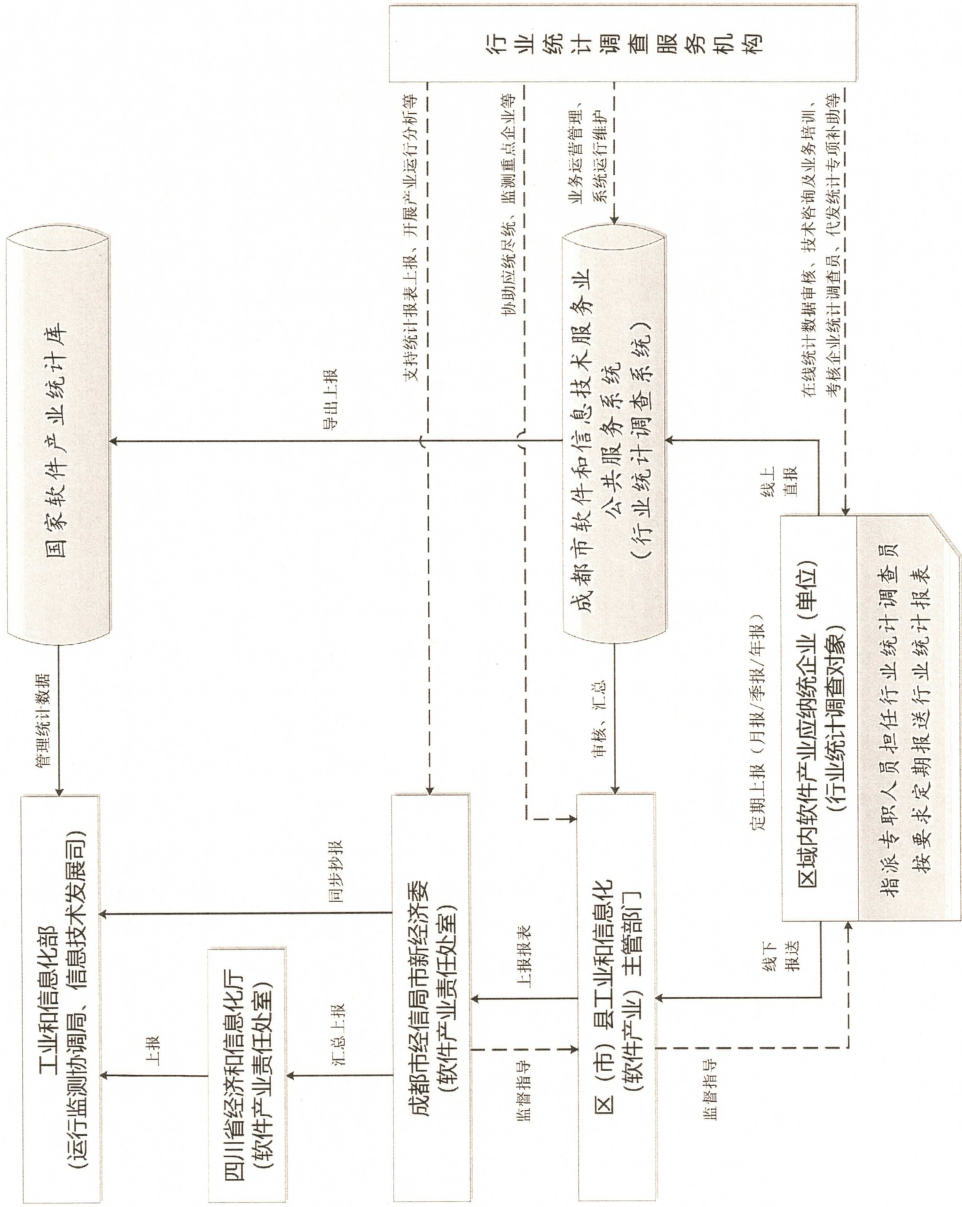 工业和信息化部
（运行监测协调局、信息技术发展司）
管理统计数据
国家软件产业统计库
上报
同步抄报
四川省经济和信息化厅
（软件产业责任处室）
汇总上报
导出上报
支持统计报表上报、开展产业运行分析等
成都市经信局市新经济委
（软件产业责任处室）
监督指导
上报报表
协助应统尽统、监测重点企业等
行业统计调查服务机构
区（市）县工业和信息化
（软件产业）主管部门
审核、汇总
成都市软件和信息技术服务业
公共服务系统
（行业统计调查系统）
业务运营管理、
系统运行维护
监督指导
线下
报送
定期上报（月报/季报/年报）
线上
直报
在线统计数据审核、技术咨询及业务培训、
考核企业统计调查员、代发统计专项补助等
区域内软件产业应纳统企业（单位）
（行业统计调查对象）
指派专职人员担任行业统计调查员
按要求定期报送行业统计报表